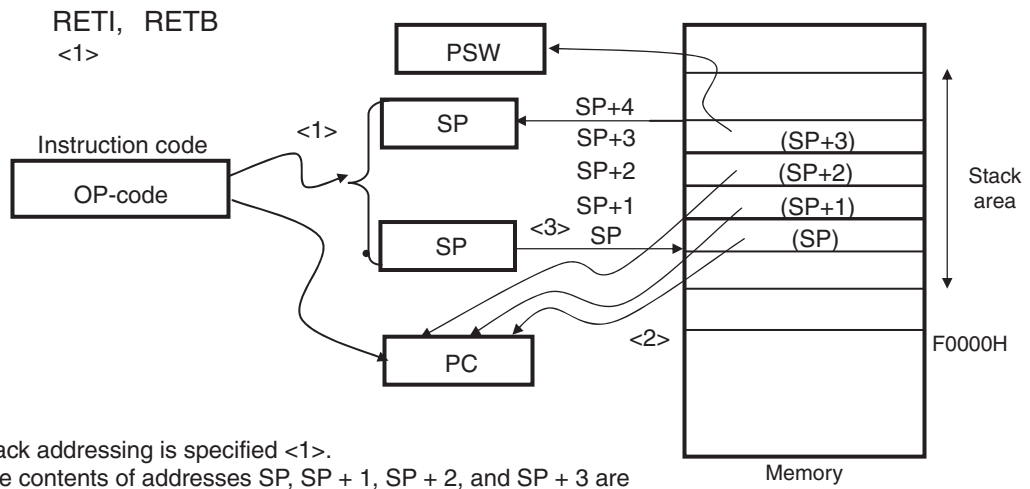 RETI, RETB
<1>
PSW
SP+4
SP
<1>
SP+3
(SP+3)
Instruction code
OP-code
SP+2
(SP+2)
Stack
area
SP+1
(SP+1)
<3>
SP
SP
(SP)
<2>
F0000H
PC
ack addressing is specified <1>.
e contents of addresses SP, SP + 1, SP + 2, and SP + 3 are
Memory